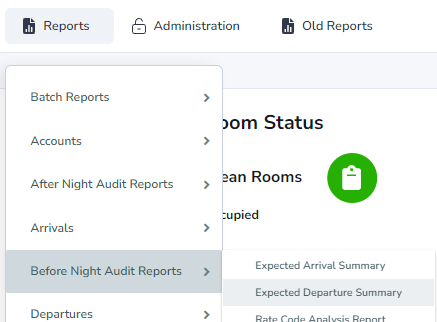 Reports Administration Old Reports
Batch Reports
oom Status
Accounts
ean Rooms
After Night Audit Reports
cupied
Arrivals
Before Night Audit Reports
Expected Arrival Summary
Expected Departure Summary
Departures
Rate Code Analysis Report